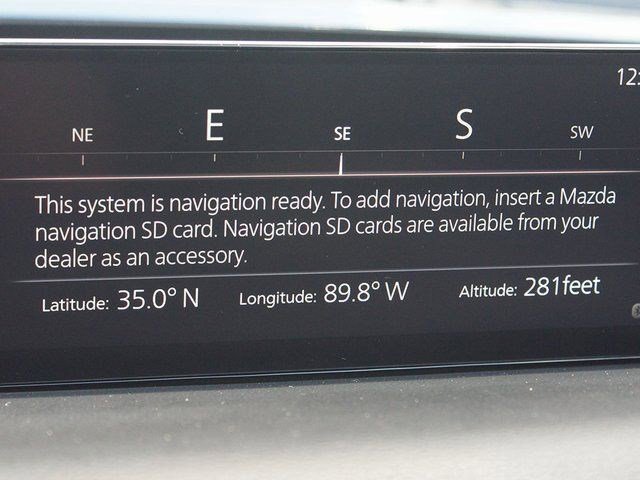 12:
NE E SE S SW
This system is navigation ready. To add navigation, insert a Mazda
navigation SD card. Navigation SD cards are available from your
dealer as an accessory.
Latitude: 35.0° N Longitude: 89.8° W Altitude: 281feet